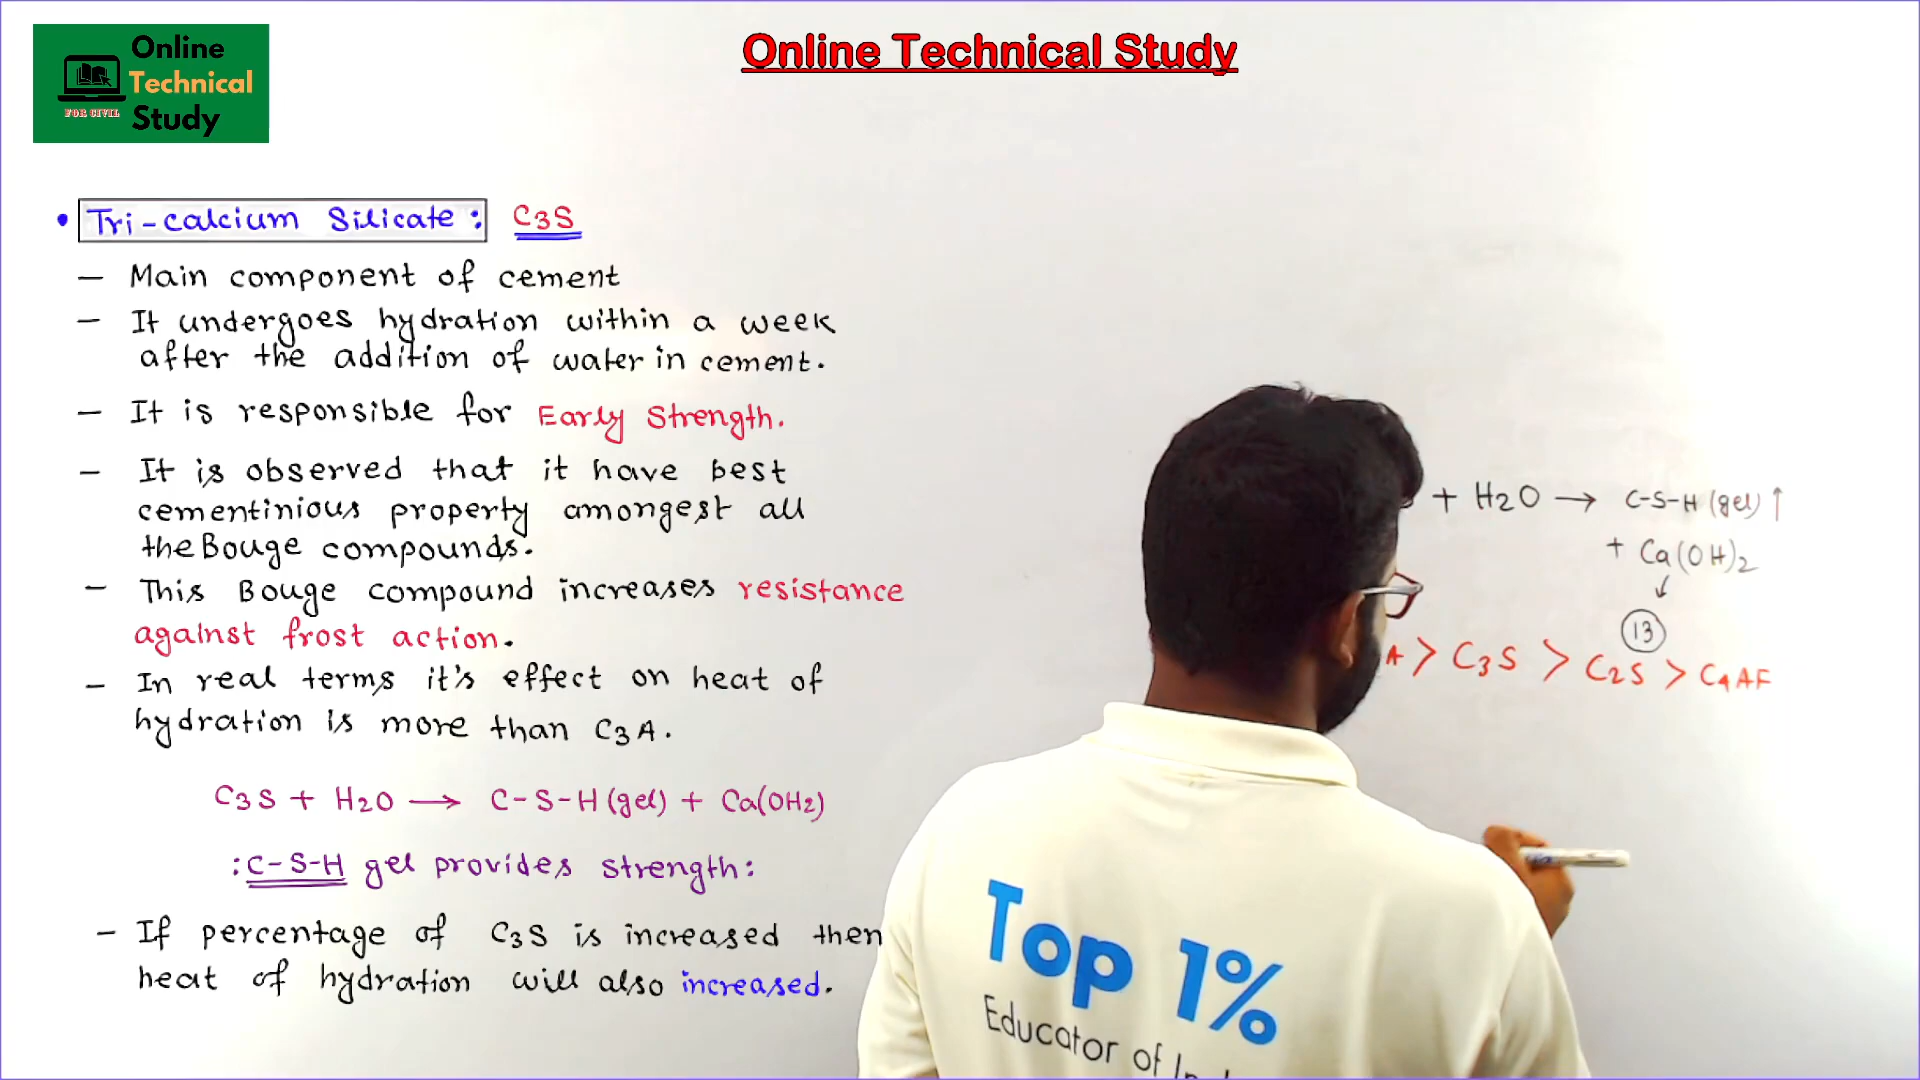 Online Technical Study
Online
Technical
FOR CIVIL Study
• Tri-calcium Silicate: C3S
— Main component of cement
— It undergoes hydration within a week
after the addition of water in cement.
— It is responsible for Early Strength.
— It is observed that it have best
cementinious property amongest all
the Bouge compounds.
— This Bouge compound increases resistance
against frost action.
— In real terms it's effect on heat of
hydration is more than C3A.
C3S + H2O → C-S-H (gel) + Ca(OH2)
:C-S-H gel provides strength:
— If percentage of C3S is increased then
heat of hydration will also increased.
+ H2O → C-S-H (gel) ↑
+ Ca(OH)2
↓
13
A > C3S > C2S > C4AF
Top 1%
Educator of